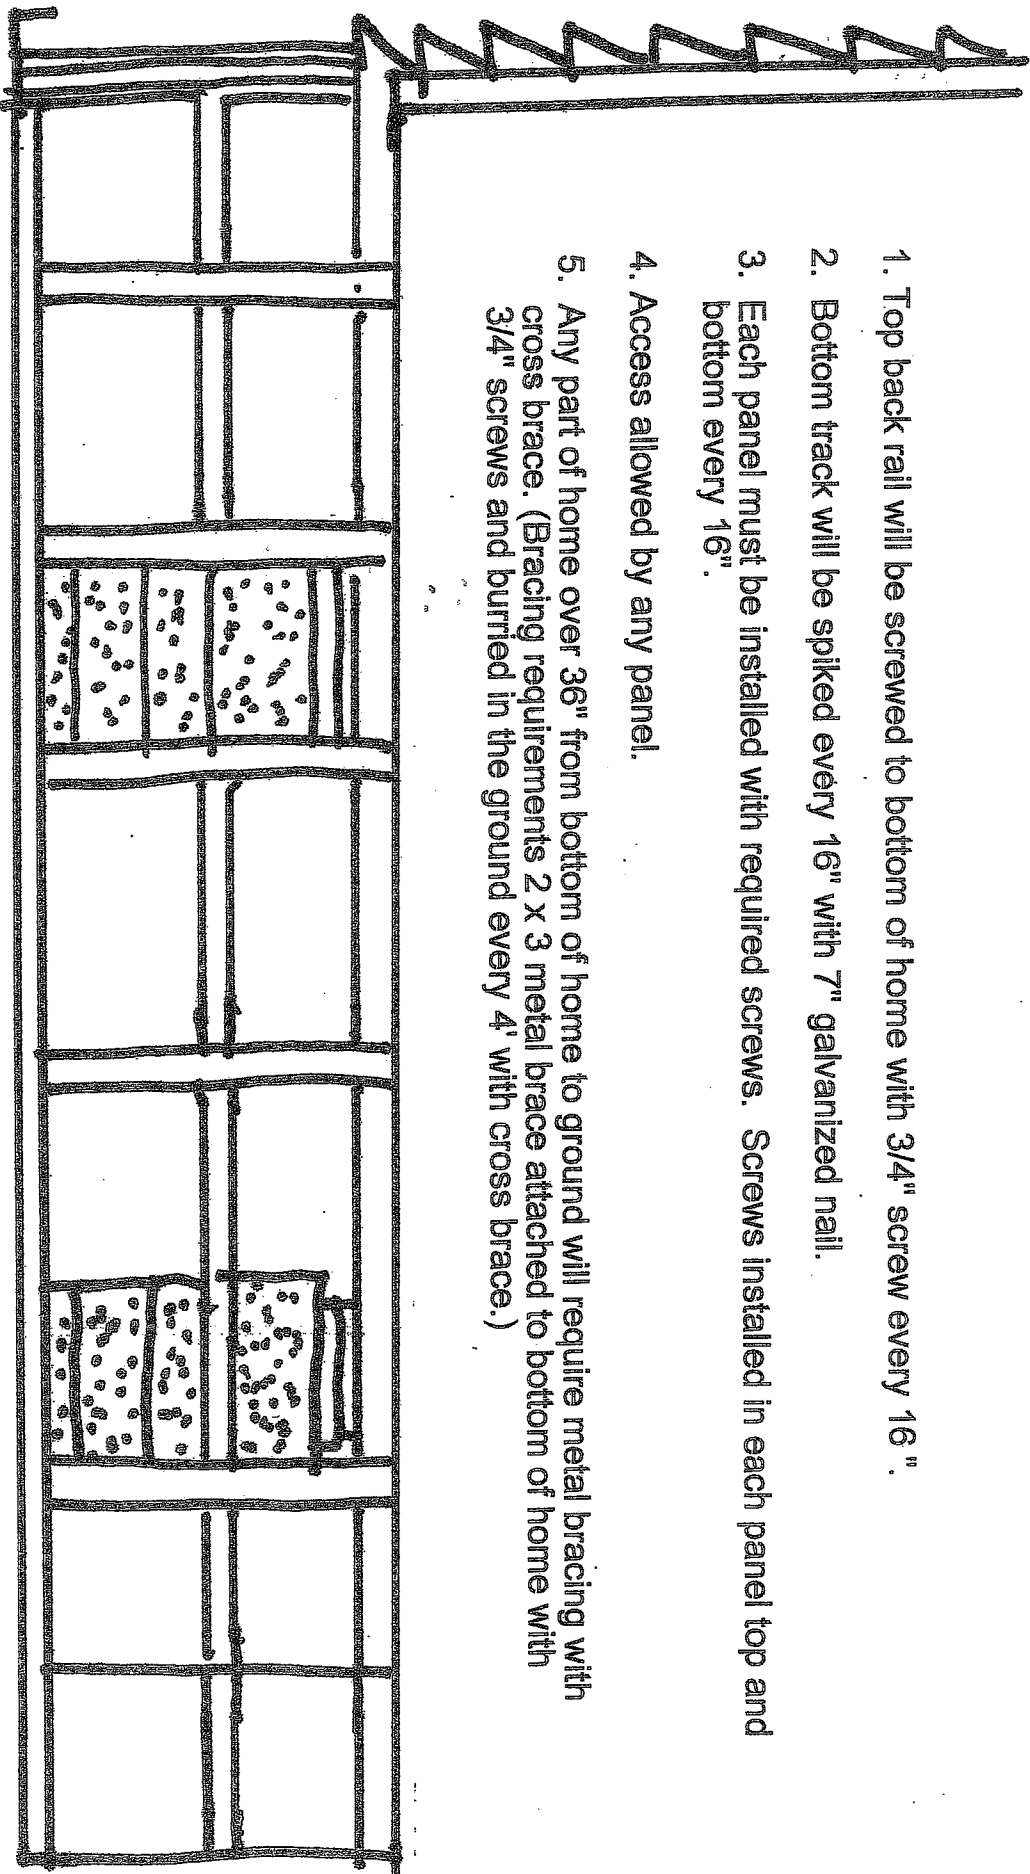 1. Top back rail will be screwed to bottom of home with 3/4" screw every 16 ".
2. Bottom track will be spiked every 16" with 7" galvanized nail.
3. Each panel must be installed with required screws. Screws installed in each panel top and
bottom every 16".
4. Access allowed by any panel.
5. Any part of home over 36" from bottom of home to ground will require metal bracing with
cross brace. (Bracing requirements 2 x 3 metal brace attached to bottom of home with
3/4" screws and burried in the ground every 4' with cross brace.)